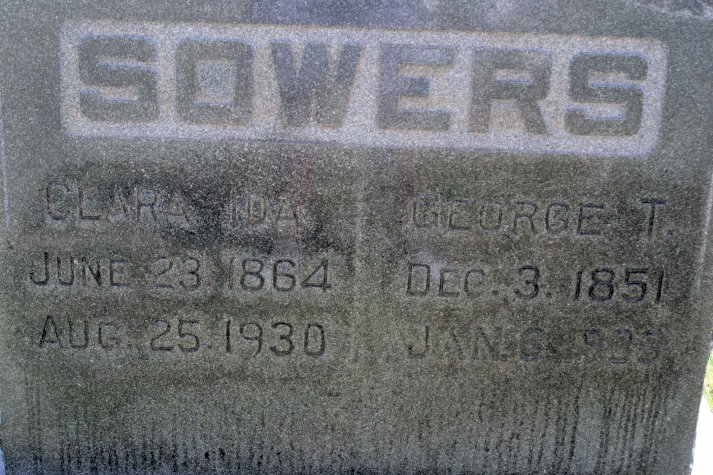 SOWERS
CLARA IDA
JUNE 23. 1864
AUG. 25. 1930
GEORGE T.
DEC. 3. 1851
JAN. 6.